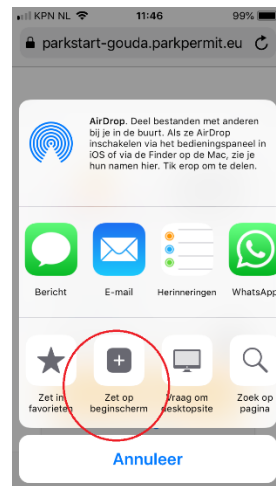 KPN NL 11:46 99%
parkstart-gouda.parkpermit.eu
AirDrop. Deel bestanden met anderen
bij je in de buurt. Als ze AirDrop
inschakelen via het bedieningspaneel in
iOS of via de Finder op de Mac, zie je
hun namen hier. Tik erop om te delen.
Bericht E-mail Herinneringen WhatsApp
Zet in Zet op Vraag om Zoek op
favorieten beginscherm desktopsite pagina
Annuleer